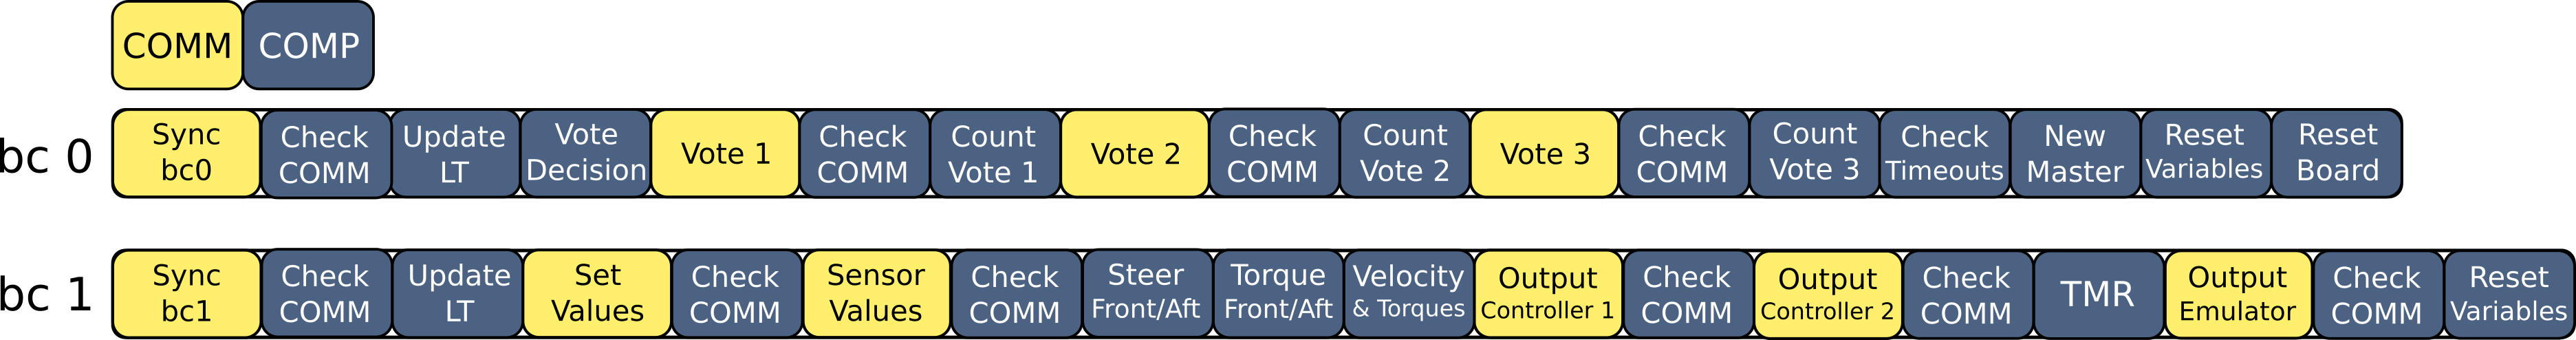 COMM COMP
bc 0
Sync
bc0
Check
COMM
Update
LT
Vote
Decision
Vote 1
Check
COMM
Count
Vote 1
Vote 2
Check
COMM
Count
Vote 2
Vote 3
Check
COMM
Count
Vote 3
Check
Timeouts
New
Master
Reset
Variables
Reset
Board
bc 1
Sync
bc1
Check
COMM
Update
LT
Set
Values
Check
COMM
Sensor
Values
Check
COMM
Steer
Front/Aft
Torque
Front/Aft
Velocity
& Torques
Output
Controller 1
Check
COMM
Output
Controller 2
Check
COMM
TMR
Output
Emulator
Check
COMM
Reset
Variables